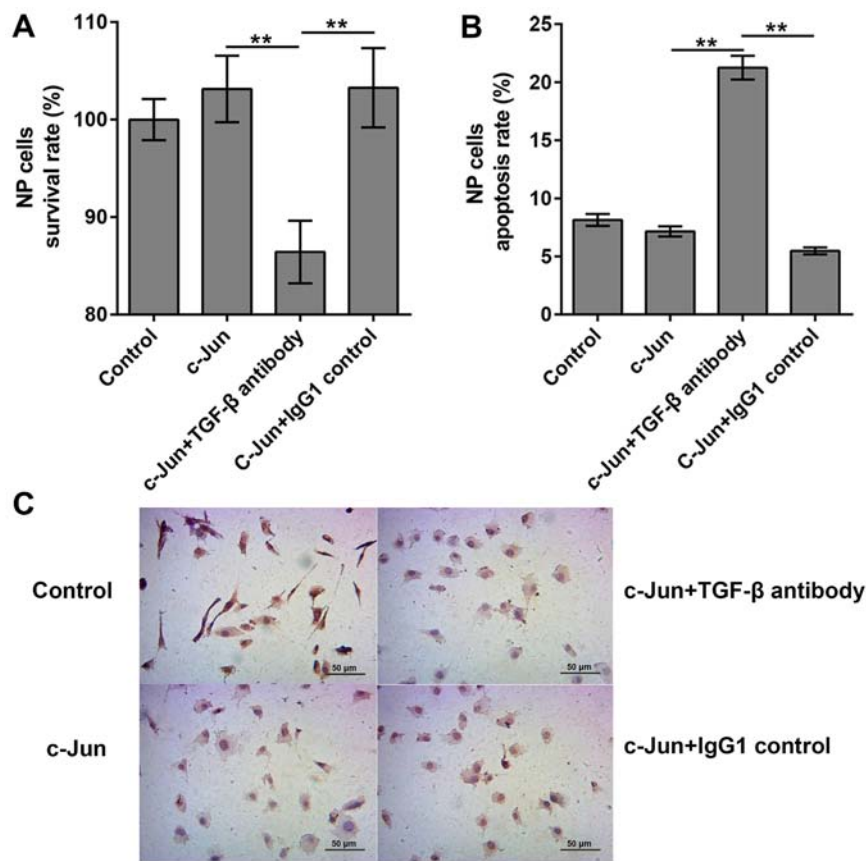 A
NP cells
survival rate (%)
110
100
90
80
**
**
Control
c-Jun
c-Jun+TGF-β antibody
C-Jun+IgG1 control
B
NP cells
apoptosis rate (%)
25
20
15
10
5
0
**
**
Control
c-Jun
c-Jun+TGF-β antibody
C-Jun+IgG1 control
C
Control
50 μm
50 μm
c-Jun+TGF-β antibody
c-Jun
50 μm
50 μm
c-Jun+IgG1 control